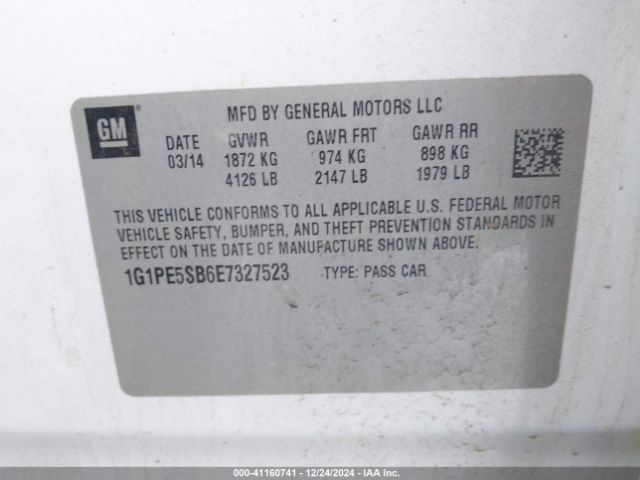 GM
MFD BY GENERAL MOTORS LLC
DATE GVWR GAWR FRT GAWR RR
03/14 1872 KG 974 KG 898 KG
4126 LB 2147 LB 1979 LB
THIS VEHICLE CONFORMS TO ALL APPLICABLE U.S. FEDERAL MOTOR
VEHICLE SAFETY, BUMPER, AND THEFT PREVENTION STANDARDS IN
EFFECT ON THE DATE OF MANUFACTURE SHOWN ABOVE.
1G1PE5SB6E7327523 TYPE: PASS CAR
000-41160741 - 12/24/2024 - IAA Inc.